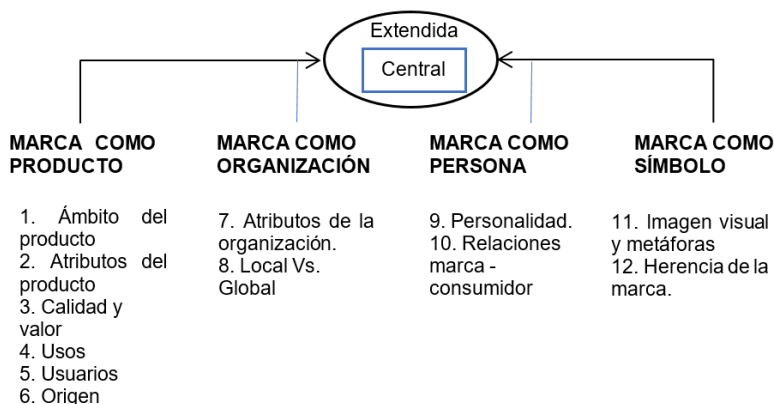 Extendida
Central
MARCA COMO
PRODUCTO
1. Ámbito del
producto
2. Atributos del
producto
3. Calidad y
valor
4. Usos
5. Usuarios
6. Origen
MARCA COMO
ORGANIZACIÓN
7. Atributos de la
organización.
8. Local Vs.
Global
MARCA COMO
PERSONA
9. Personalidad.
10. Relaciones
marca -
consumidor
MARCA COMO
SÍMBOLO
11. Imagen visual
y metáforas
12. Herencia de la
marca.